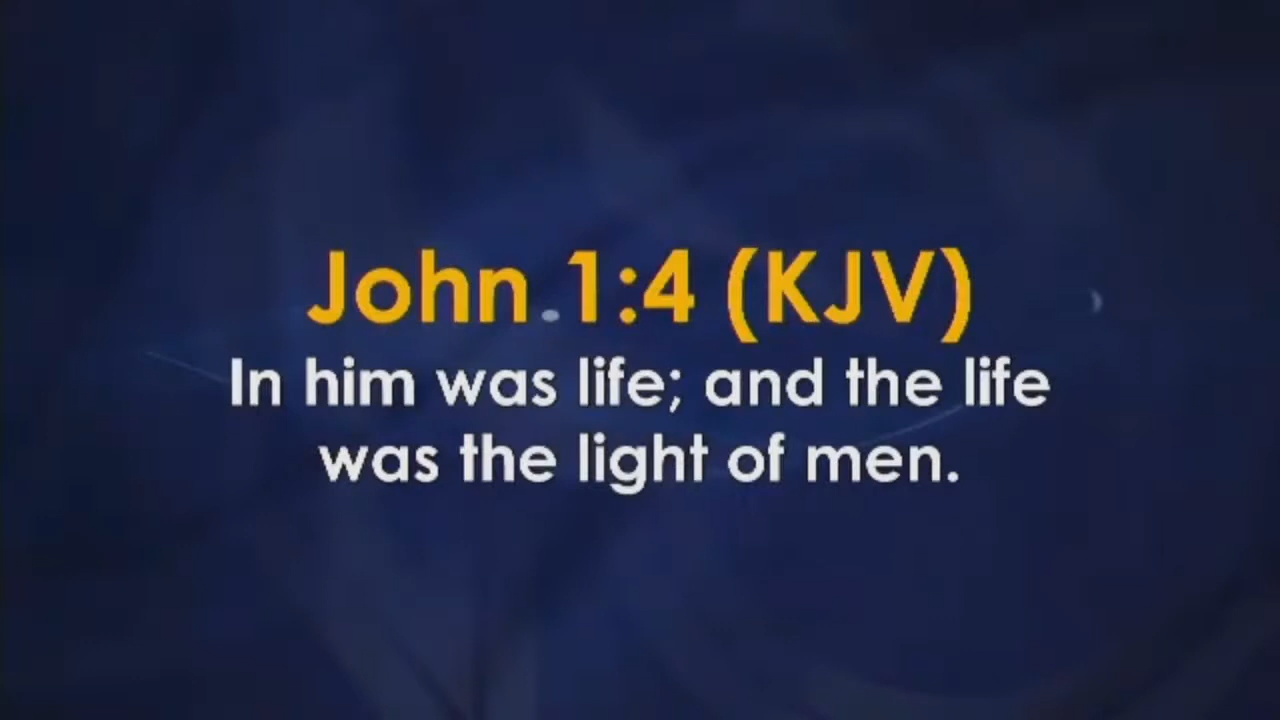 John 1:4 (KJV)
In him was life; and the life
was the light of men.